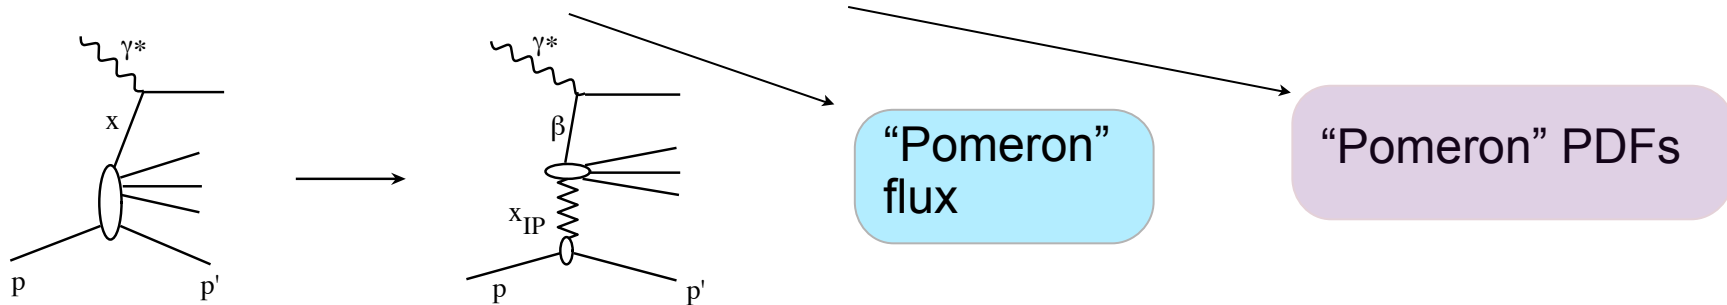 γ*
x
p
p'
γ*
β
x_IP
p
p'
“Pomeron”
flux
“Pomeron” PDFs